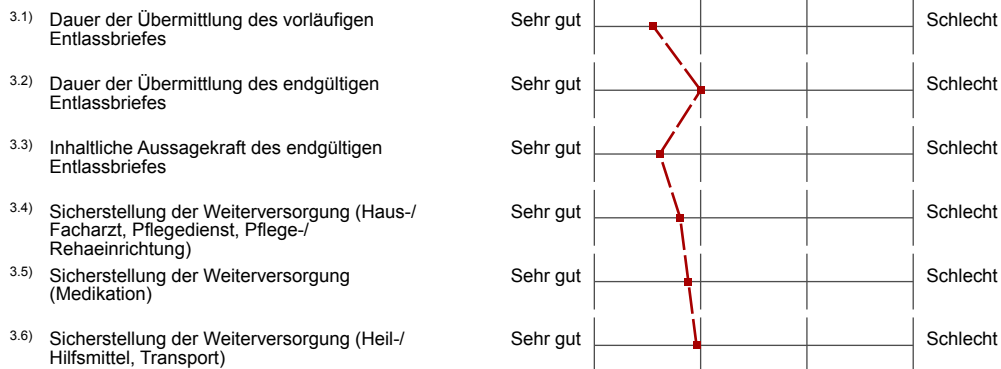 3.1) Dauer der Übermittlung des vorläufigen Sehr gut Schlecht
Entlassbriefes
3.2) Dauer der Übermittlung des endgültigen Sehr gut Schlecht
Entlassbriefes
3.3) Inhaltliche Aussagekraft des endgültigen Sehr gut Schlecht
Entlassbriefes
3.4) Sicherstellung der Weiterversorgung (Haus-/ Sehr gut Schlecht
Facharzt, Pflegedienst, Pflege-/
Rehaeinrichtung)
3.5) Sicherstellung der Weiterversorgung Sehr gut Schlecht
(Medikation)
3.6) Sicherstellung der Weiterversorgung (Heil-/ Sehr gut Schlecht
Hilfsmittel, Transport)